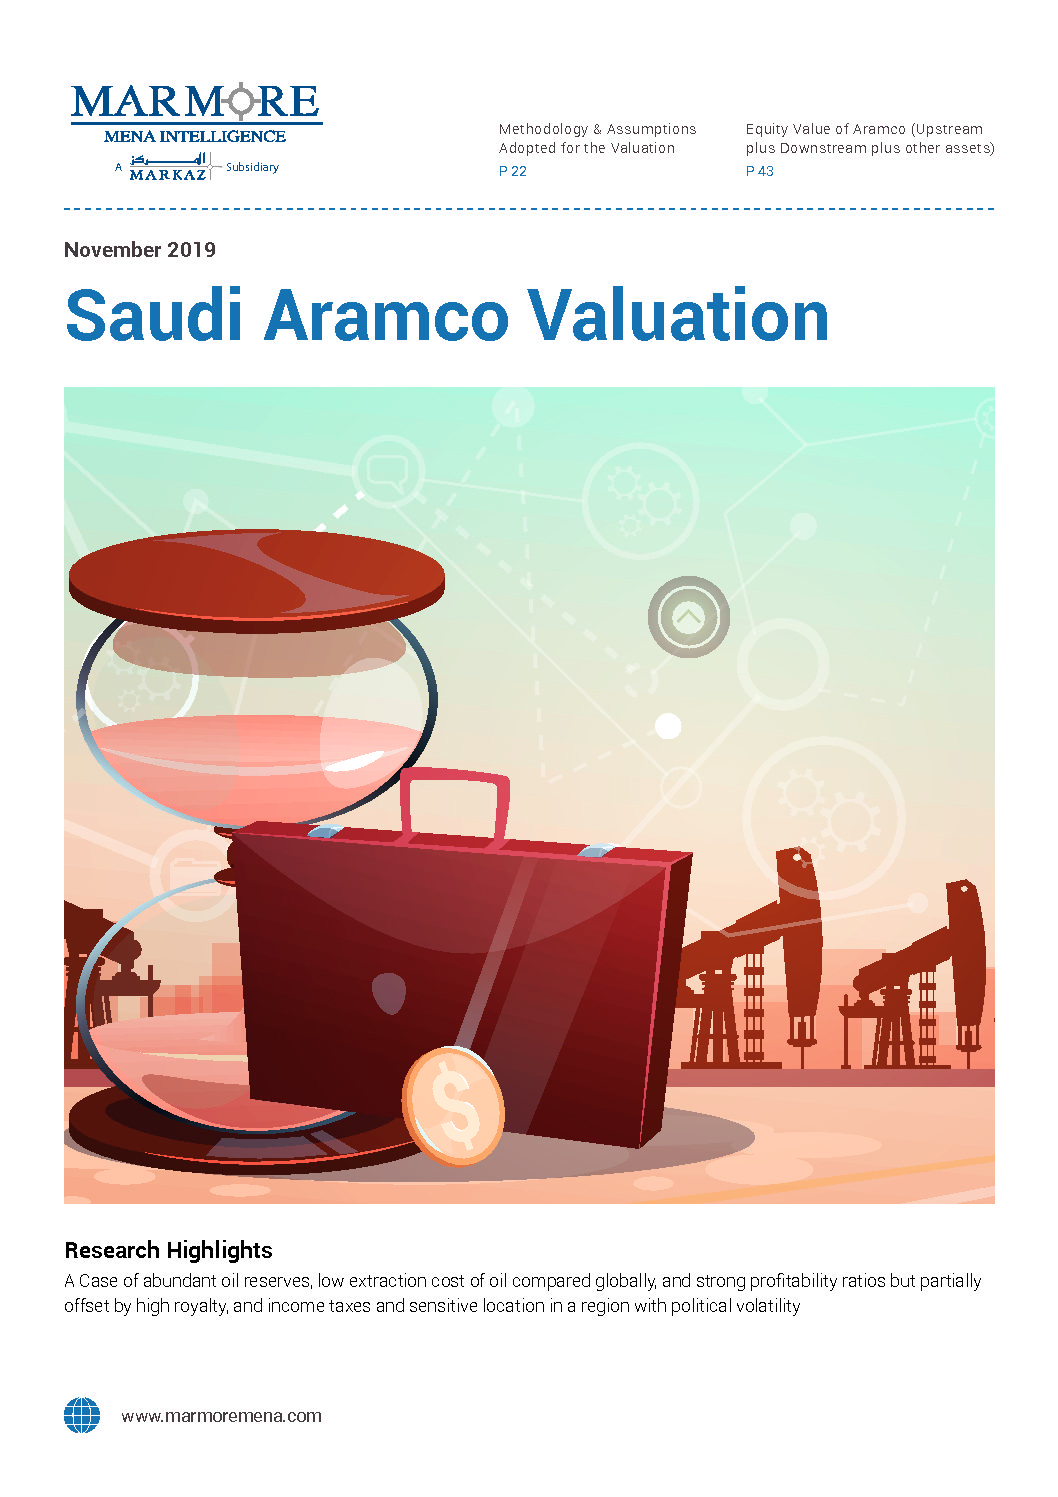 MARMORE
MENA INTELLIGENCE
A المركز Subsidiary
MARKAZ
Methodology & Assumptions
Adopted for the Valuation
P 22
Equity Value of Aramco (Upstream
plus Downstream plus other assets)
P 43
November 2019
Saudi Aramco Valuation
$
Research Highlights
A Case of abundant oil reserves, low extraction cost of oil compared globally, and strong profitability ratios but partially
offset by high royalty, and income taxes and sensitive location in a region with political volatility
www.marmoremena.com